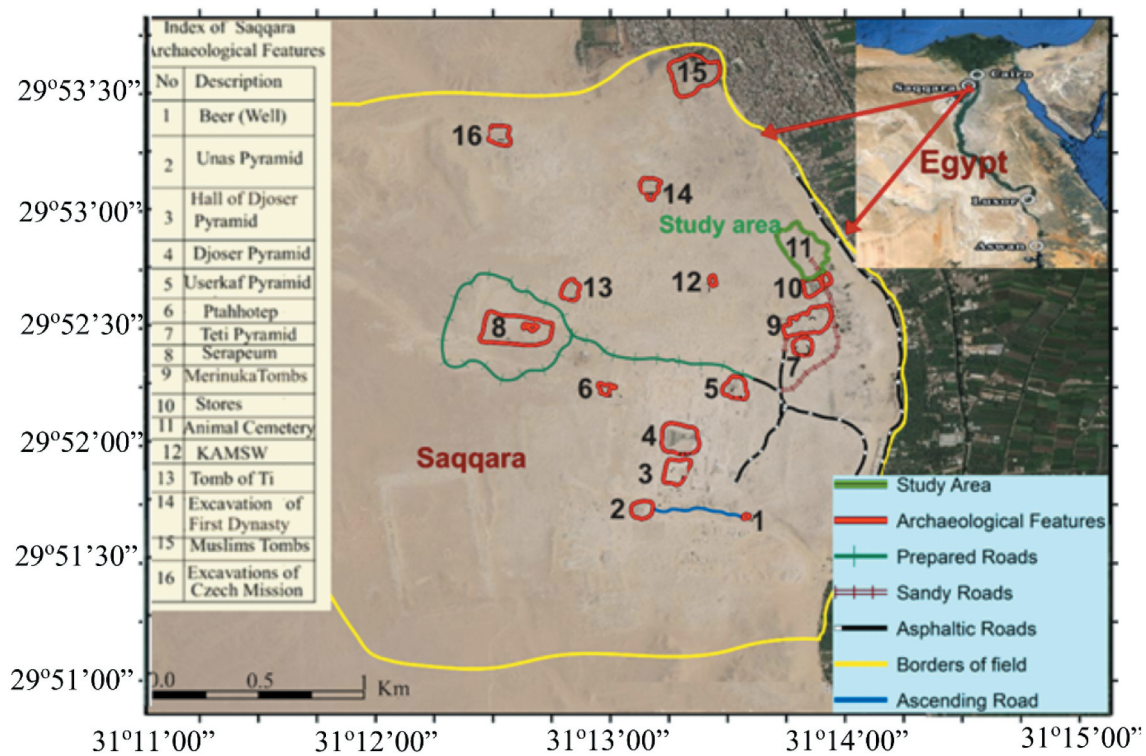 Index of Saqqara
Archaeological Features
No Description
1 Beer (Well)
2 Unas Pyramid
3 Hall of Djoser
Pyramid
4 Djoser Pyramid
5 Userkaf Pyramid
6 Ptahhotep
7 Teti Pyramid
8 Serapeum
9 MerinukaTombs
10 Stores
11 Animal Cemetery
12 KAMSW
13 Tomb of Ti
14 Excavation of
First Dynasty
15 Muslims Tombs
16 Excavations of
Czech Mission
29°53'30”
29°53'00”
29°52'30”
29°52'00”
29°51'30”
29°51'00”
15
16
14
Study area
11
12
10
13
9
8
7
6
5
4
Saqqara
3
2
1
Cairo
Saqqara
Egypt
Luxor
Aswan
Study Area
Archaeological Features
Prepared Roads
Sandy Roads
Asphaltic Roads
Borders of field
Ascending Road
0.0 0.5 1
Km
31°11'00” 31°12'00” 31°13'00” 31°14'00” 31°15'00”